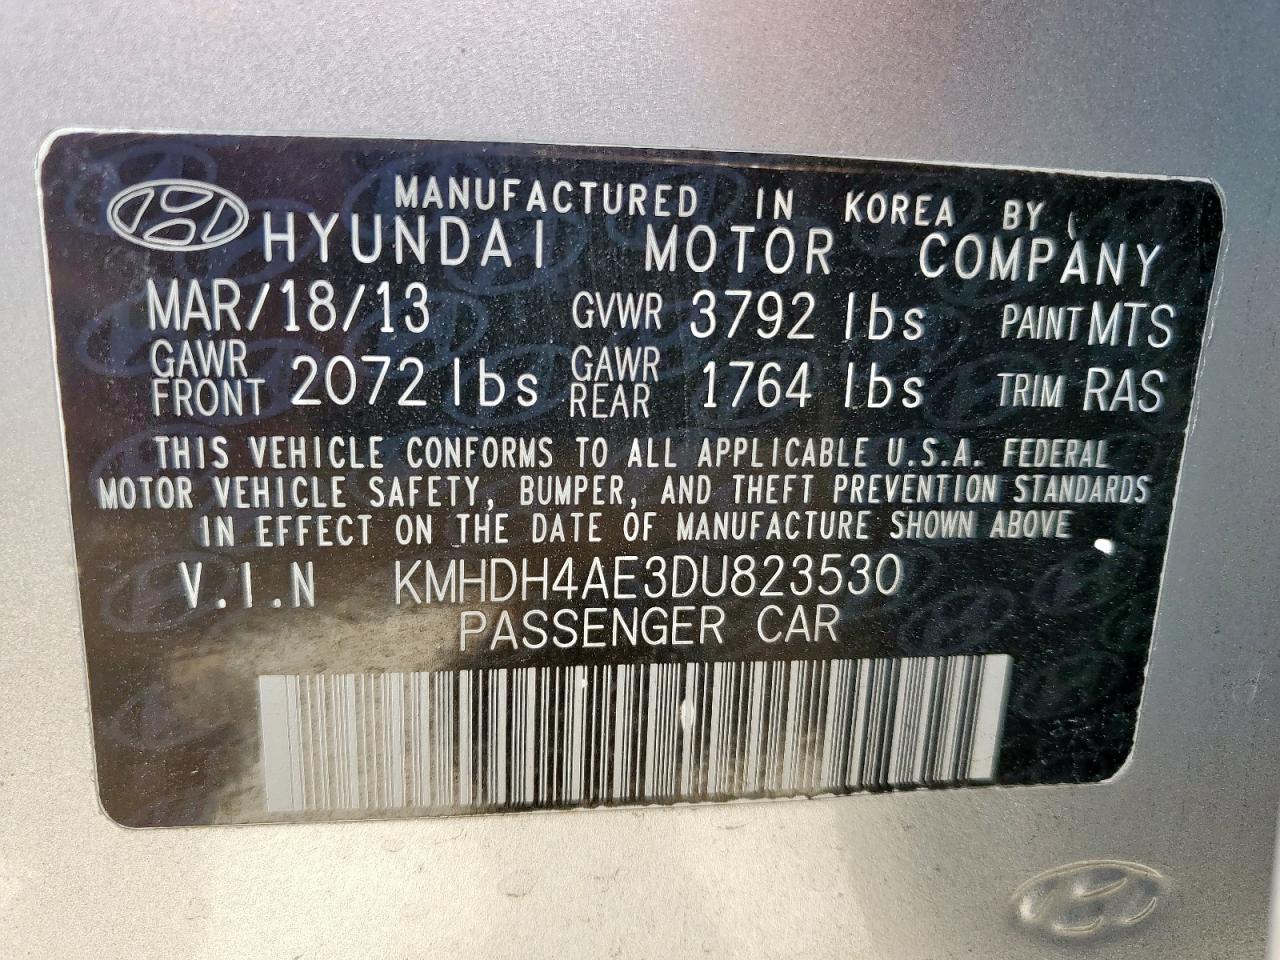 MANUFACTURED IN KOREA BY
HYUNDAI MOTOR COMPANY
MAR/18/13 GVWR 3792 lbs PAINT MTS
GAWR FRONT 2072 lbs GAWR REAR 1764 lbs TRIM RAS
THIS VEHICLE CONFORMS TO ALL APPLICABLE U.S.A. FEDERAL
MOTOR VEHICLE SAFETY, BUMPER, AND THEFT PREVENTION STANDARDS
IN EFFECT ON THE DATE OF MANUFACTURE SHOWN ABOVE
V.I.N KMHDH4AE3DU823530
PASSENGER CAR